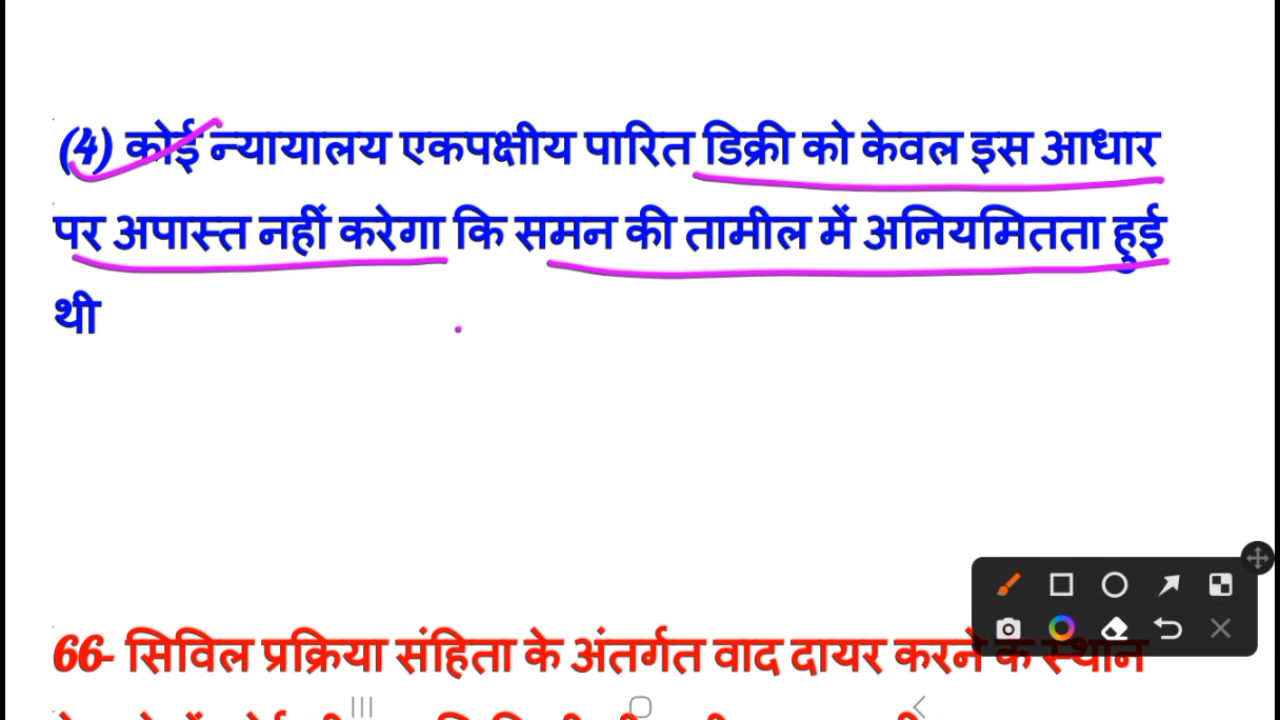 (4) कोई न्यायालय एकपक्षीय पारित डिक्री को केवल इस आधार
पर अपास्त नहीं करेगा कि समन की तामील में अनियमितता हुई
थी
66- सिविल प्रक्रिया संहिता के अंतर्गत वाद दायर करने के स्थान